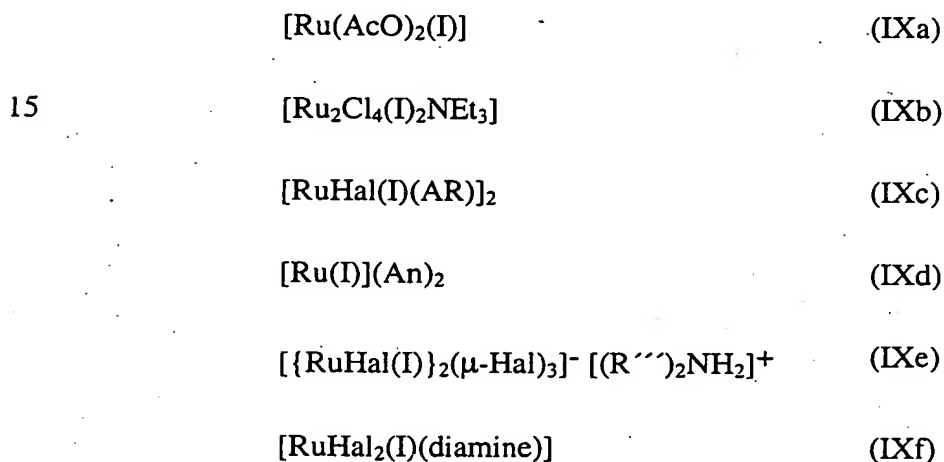 [Ru(AcO)₂(I)] (IXa)
15 [Ru₂Cl₄(I)₂NEt₃] (IXb)
[RuHal(I)(AR)]₂ (IXc)
[Ru(I)](An)₂ (IXd)
[{RuHal(I)}₂(μ-Hal)₃]⁻ [(R´´´)₂NH₂]⁺ (IXe)
[RuHal₂(I)(diamine)] (IXf)